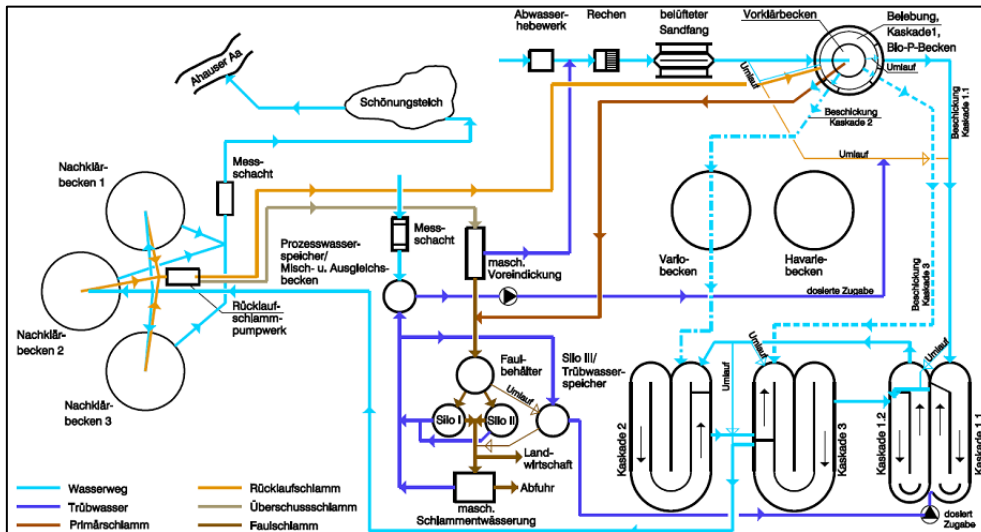 Abwasser-
hebewerk
Rechen
belüfteter
Sandfang
Vorklärbecken
Belebung,
Kaskade1,
Bio-P-Becken
Umlauf
Umlauf
Ahauser Aa
Schönungsteich
Beschickung
Kaskade 2
Beschickung
Kaskade 1.1
Umlauf
Mess-
schacht
Nachklär-
becken 1
Mess-
schacht
Prozesswasser-
speicher/
Misch- u. Ausgleichs-
becken
masch.
Voreindickung
Vario-
becken
Havarie-
becken
Beschickung
Kaskade 3
dosierte Zugabe
Rücklauf-
schlamm-
pumpwerk
Nachklär-
becken 2
Nachklär-
becken 3
Faul-
behälter
Silo III/
Trübwasser-
speicher
Umlauf
Umlauf
Umlauf
Umlauf
Silo I
Silo II
Kaskade 2
Kaskade 3
Kaskade 1.2
Kaskade 1.1
Land-
wirtschaft
Abfuhr
masch.
Schlammentwässerung
dosiert
Zugabe
Wasserweg
Trübwasser
Primärschlamm
Rücklaufschlamm
Überschussschlamm
Faulschlamm